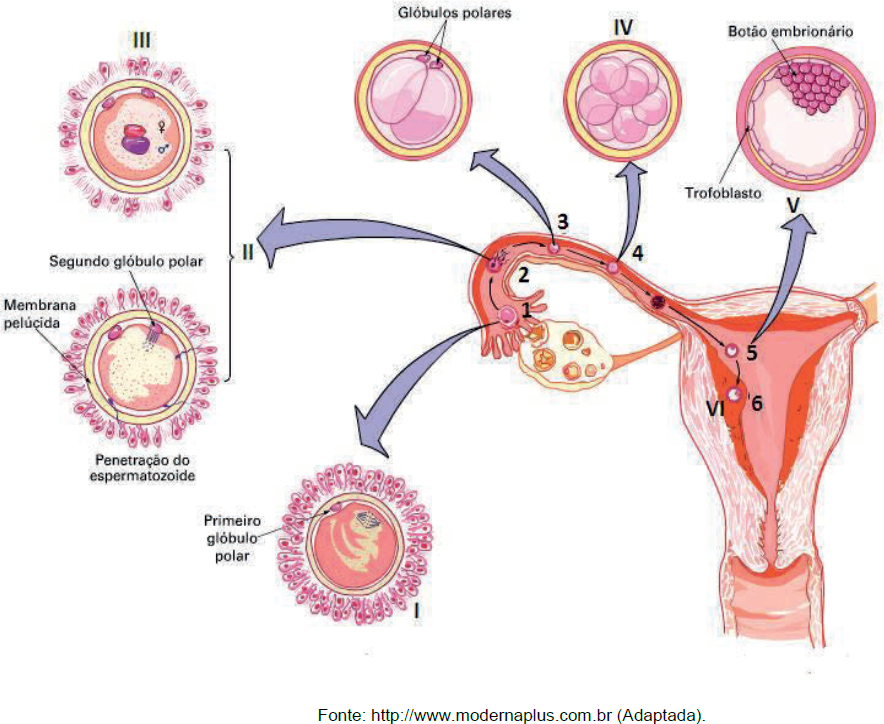 III
Glóbulos polares
IV
Botão embrionário
Trofoblasto
V
II
Segundo glóbulo polar
Membrana
pelúcida
Penetração do
espermatozoide
3
4
2
1
5
VI
6
Primeiro
glóbulo
polar
I
♀
♂
Fonte: http://www.modernaplus.com.br (Adaptada).